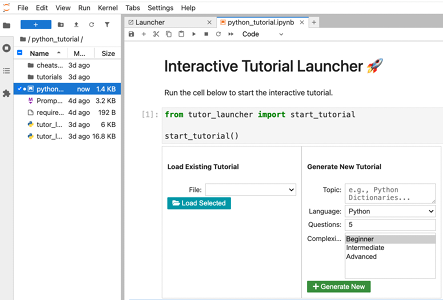 File Edit View Run Kernel Tabs Settings Help
Launcher
python_tutorial.ipynb
/ python_tutorial /
Name M... Size
cheats... 3d ago
tutorials 3d ago
python... now 1.4 KB
Promp... 4d ago 3.2 KB
require... 4d ago 192 B
tutor_l... 3d ago 6 KB
tutor_l... 3d ago 16.8 KB
Code
Interactive Tutorial Launcher 🚀
Run the cell below to start the interactive tutorial.
[1]: from tutor_launcher import start_tutorial
start_tutorial()
Load Existing Tutorial
File:
Load Selected
Generate New Tutorial
Topic: e.g., Python
Dictionaries...
Language: Python
Questions: 5
Complexi... Beginner
Intermediate
Advanced
+ Generate New